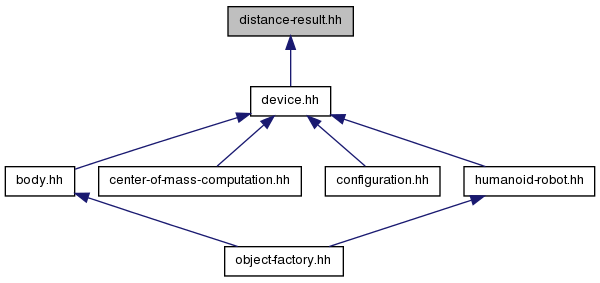 distance-result.hh
device.hh
body.hh
center-of-mass-computation.hh
configuration.hh
humanoid-robot.hh
object-factory.hh